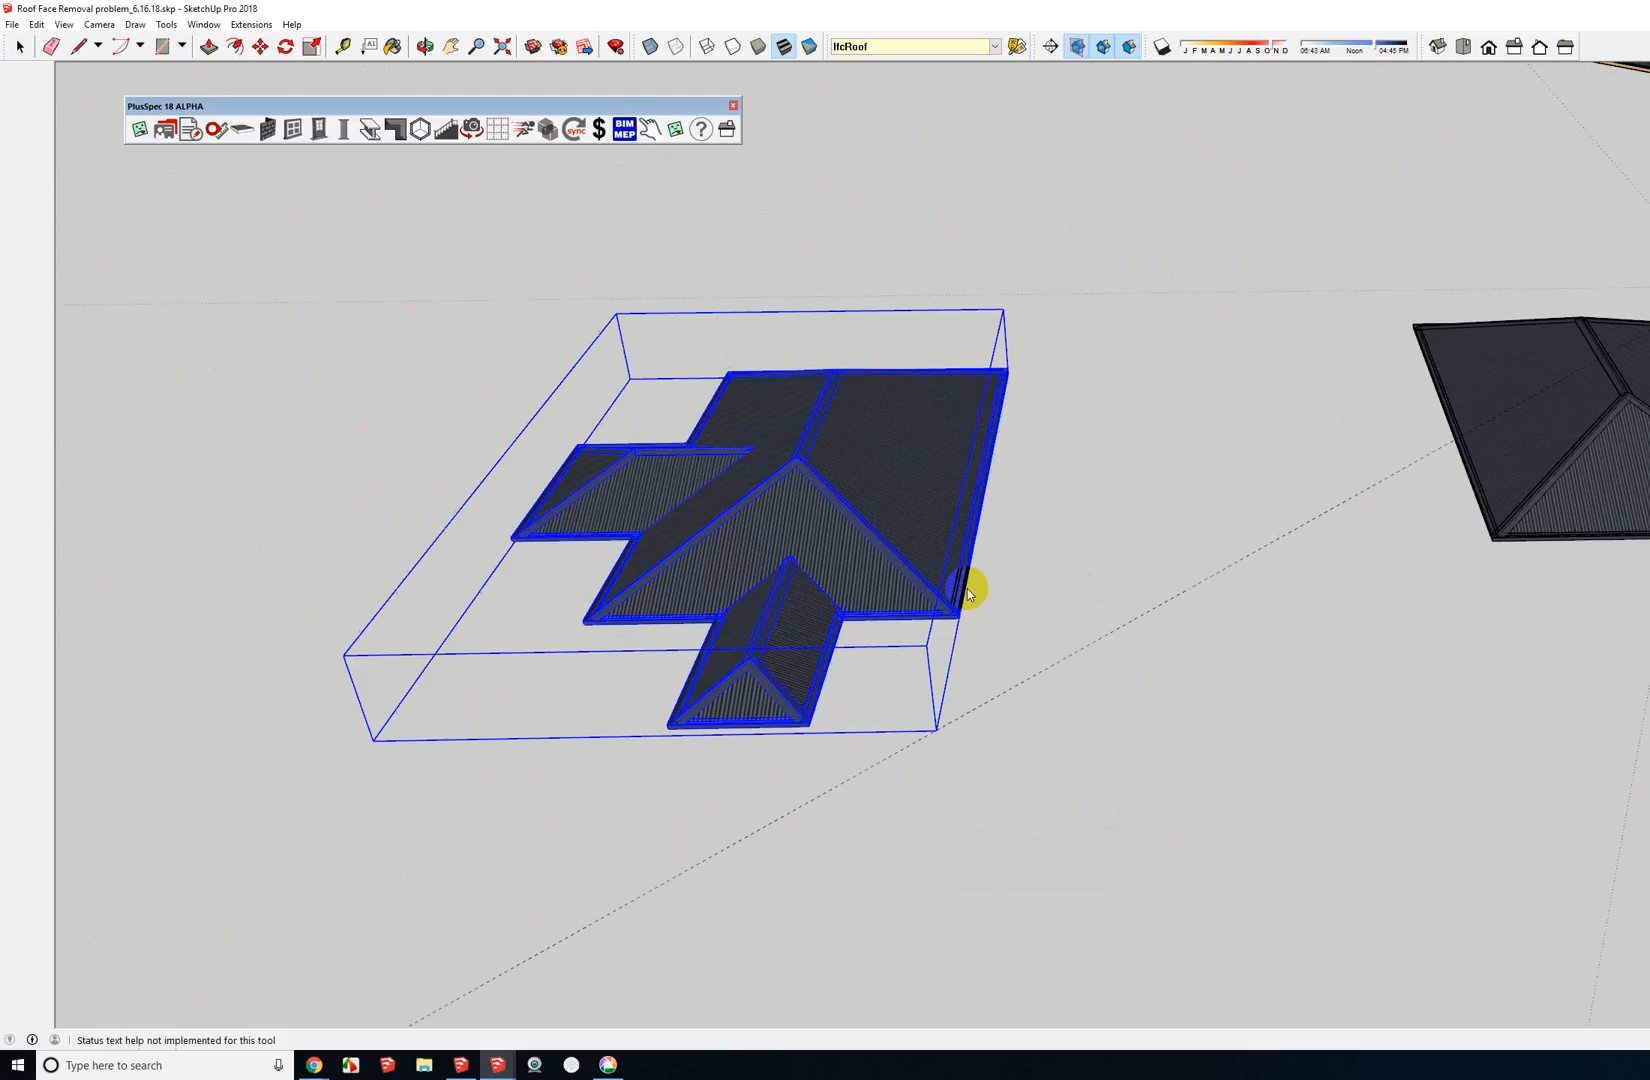 Roof Face Removal problem_6.16.18.skp - SketchUp Pro 2018
File Edit View Camera Draw Tools Window Extensions Help
A1
IfcRoof
J F M A M J J A S O N D
06:43 AM Noon 04:45 PM
PlusSpec 18 ALPHA
sync $ BIM MEP ?
Status text help not implemented for this tool
Type here to search